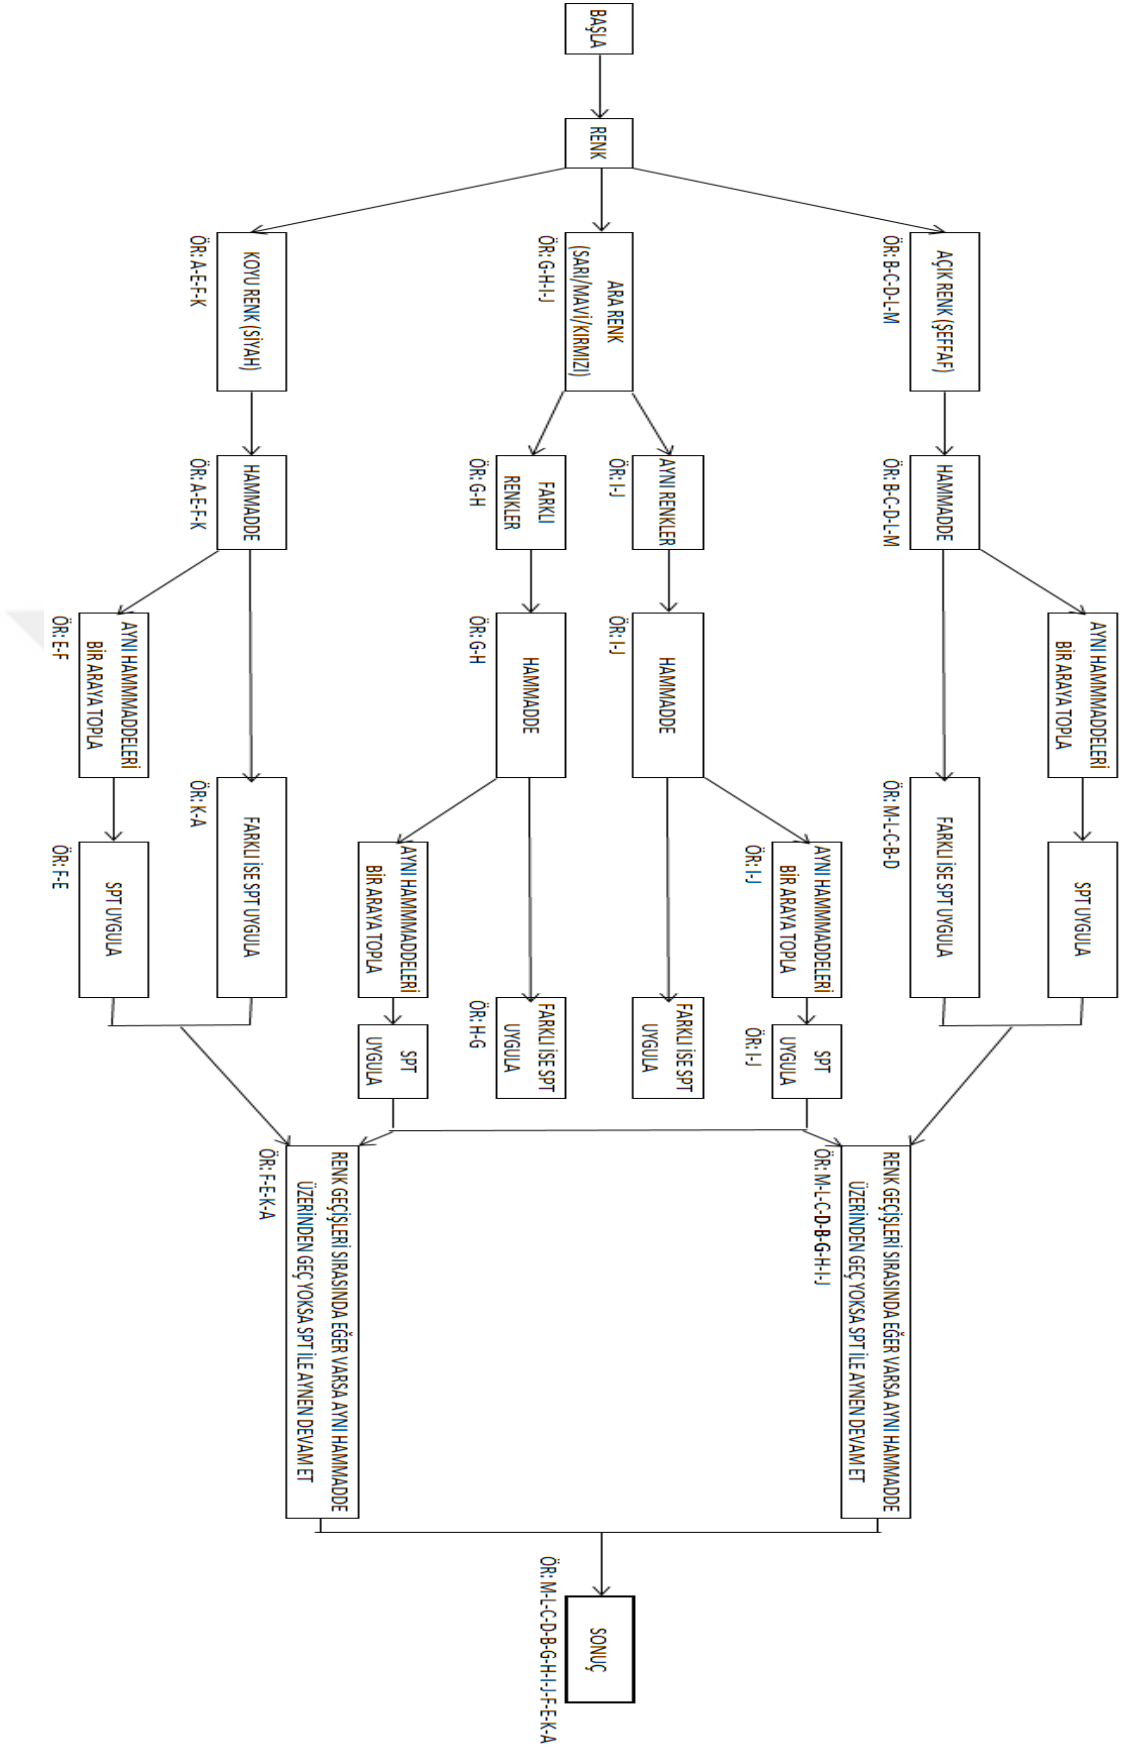 BAŞLA
RENK
AÇIK RENK (ŞEFFAF)
ÖR: B-C-D-L-M
ARA RENK
(SARI/MAVİ/KIRMIZI)
ÖR: G-H-I-J
KOYU RENK (SİYAH)
ÖR: A-E-F-K
HAMMADDE
ÖR: B-C-D-L-M
AYNI RENKLER
ÖR: I-J
FARKLI
RENKLER
ÖR: G-H
HAMMADDE
ÖR: A-E-F-K
AYNI HAMMMADDELERİ
BİR ARAYA TOPLA
HAMMADDE
ÖR: I-J
HAMMADDE
ÖR: G-H
AYNI HAMMMADDELERİ
BİR ARAYA TOPLA
ÖR: E-F
SPT UYGULA
FARKLI İSE SPT UYGULA
ÖR: M-L-C-B-D
AYNI HAMMMADDELERİ
BİR ARAYA TOPLA
ÖR: I-J
AYNI HAMMMADDELERİ
BİR ARAYA TOPLA
FARKLI İSE SPT UYGULA
ÖR: K-A
SPT UYGULA
ÖR: F-E
SPT
UYGULA
ÖR: I-J
FARKLI İSE SPT
UYGULA
FARKLI İSE SPT
UYGULA
ÖR: H-G
SPT
UYGULA
RENK GEÇİŞLERİ SIRASINDA EĞER VARSA AYNI HAMMADDE
ÜZERİNDEN GEÇ YOKSA SPT İLE AYNEN DEVAM ET
ÖR: M-L-C-D-B-G-H-I-J
RENK GEÇİŞLERİ SIRASINDA EĞER VARSA AYNI HAMMADDE
ÜZERİNDEN GEÇ YOKSA SPT İLE AYNEN DEVAM ET
ÖR: F-E-K-A
SONUÇ
ÖR: M-L-C-D-B-G-H-I-J-F-E-K-A